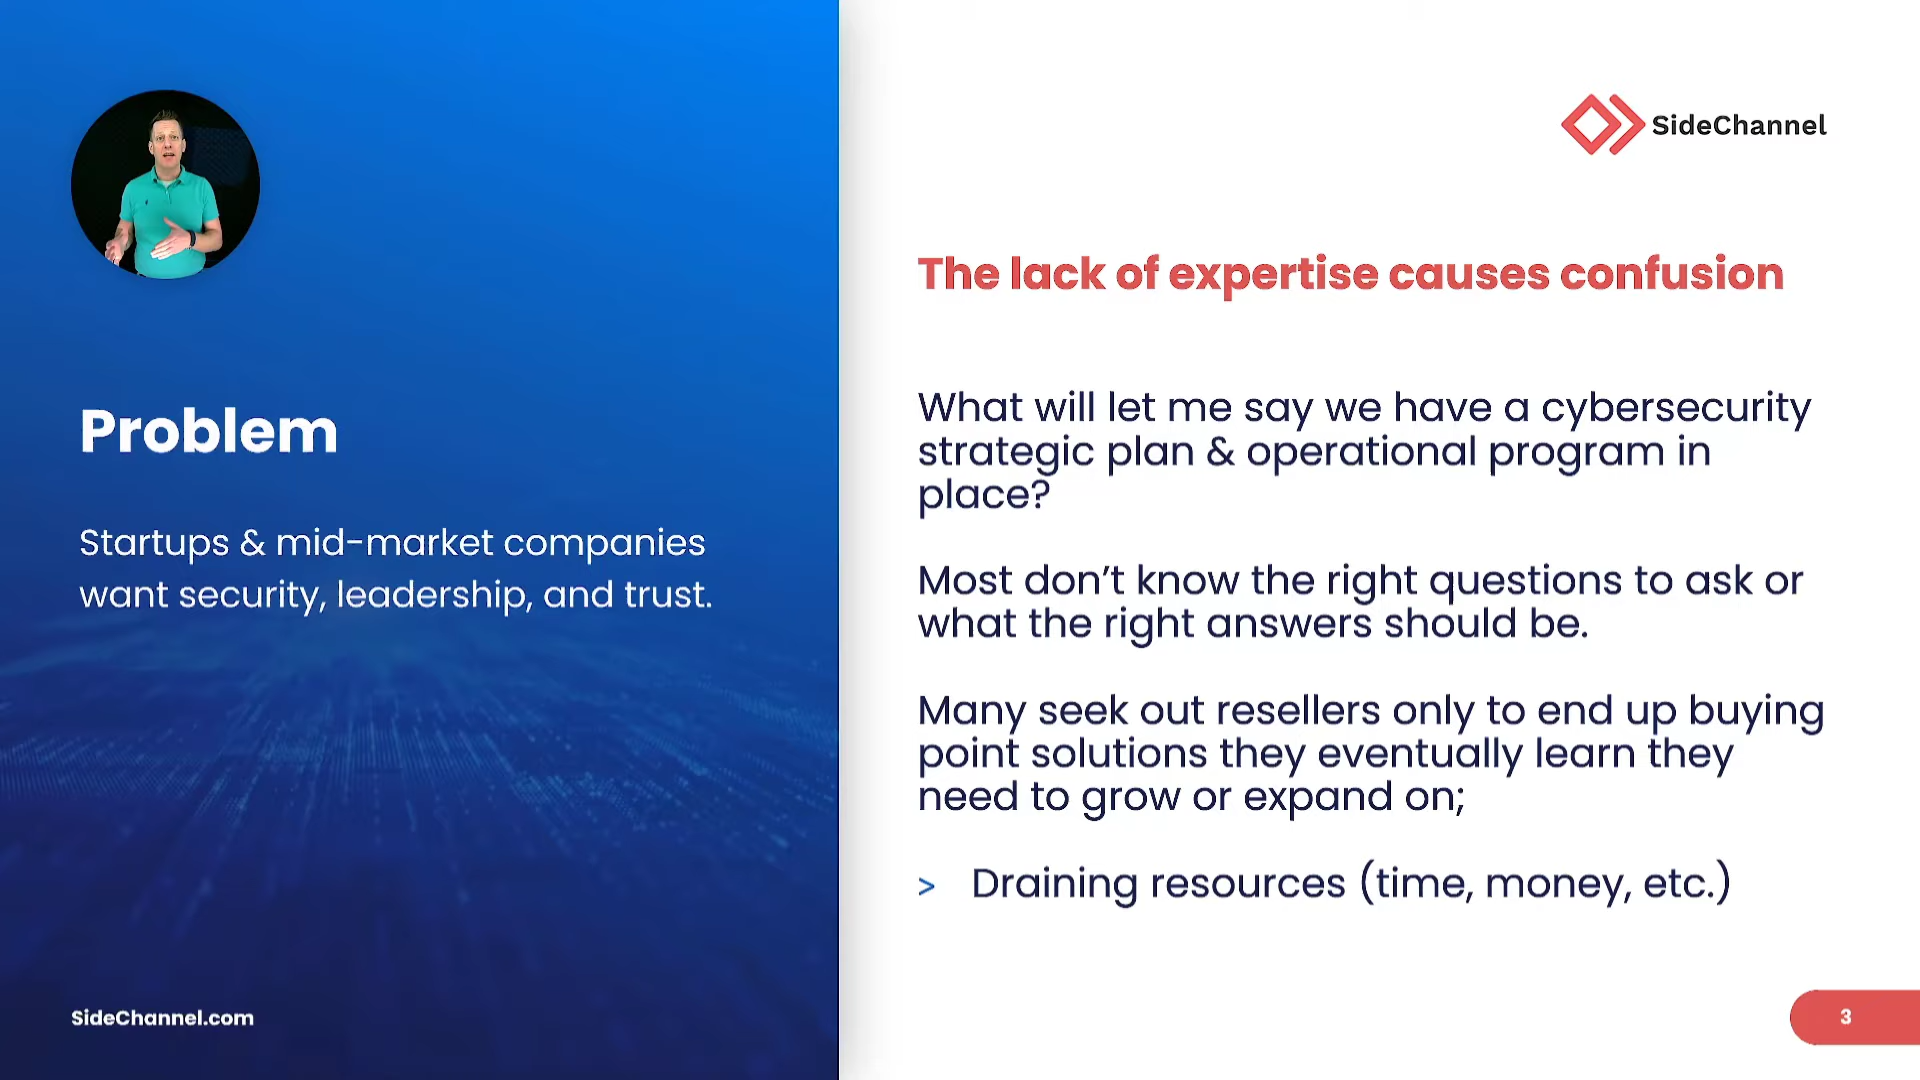 Problem
Startups & mid-market companies
want security, leadership, and trust.
SideChannel.com
SideChannel
The lack of expertise causes confusion
What will let me say we have a cybersecurity
strategic plan & operational program in
place?
Most don't know the right questions to ask or
what the right answers should be.
Many seek out resellers only to end up buying
point solutions they eventually learn they
need to grow or expand on;
> Draining resources (time, money, etc.)
3